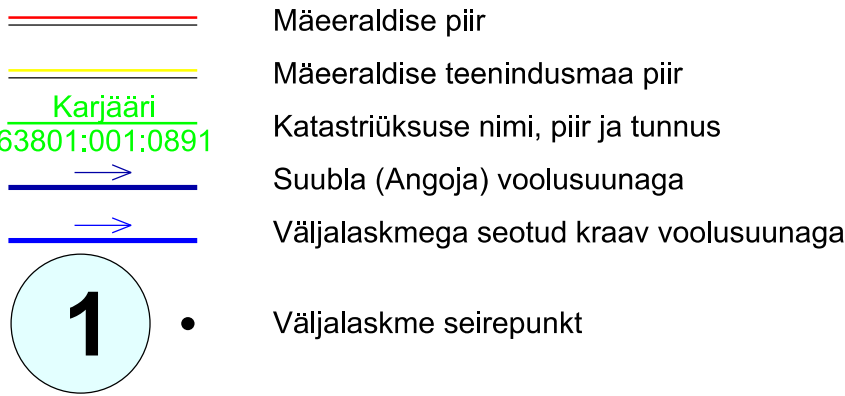 Mäeeraldise piir
Mäeeraldise teenindusmaa piir
Karjääri
63801:001:0891
Katastriüksuse nimi, piir ja tunnus
Suubla (Angoja) voolusuunaga
Väljalaskmega seotud kraav voolusuunaga
1
Väljalaskme seirepunkt